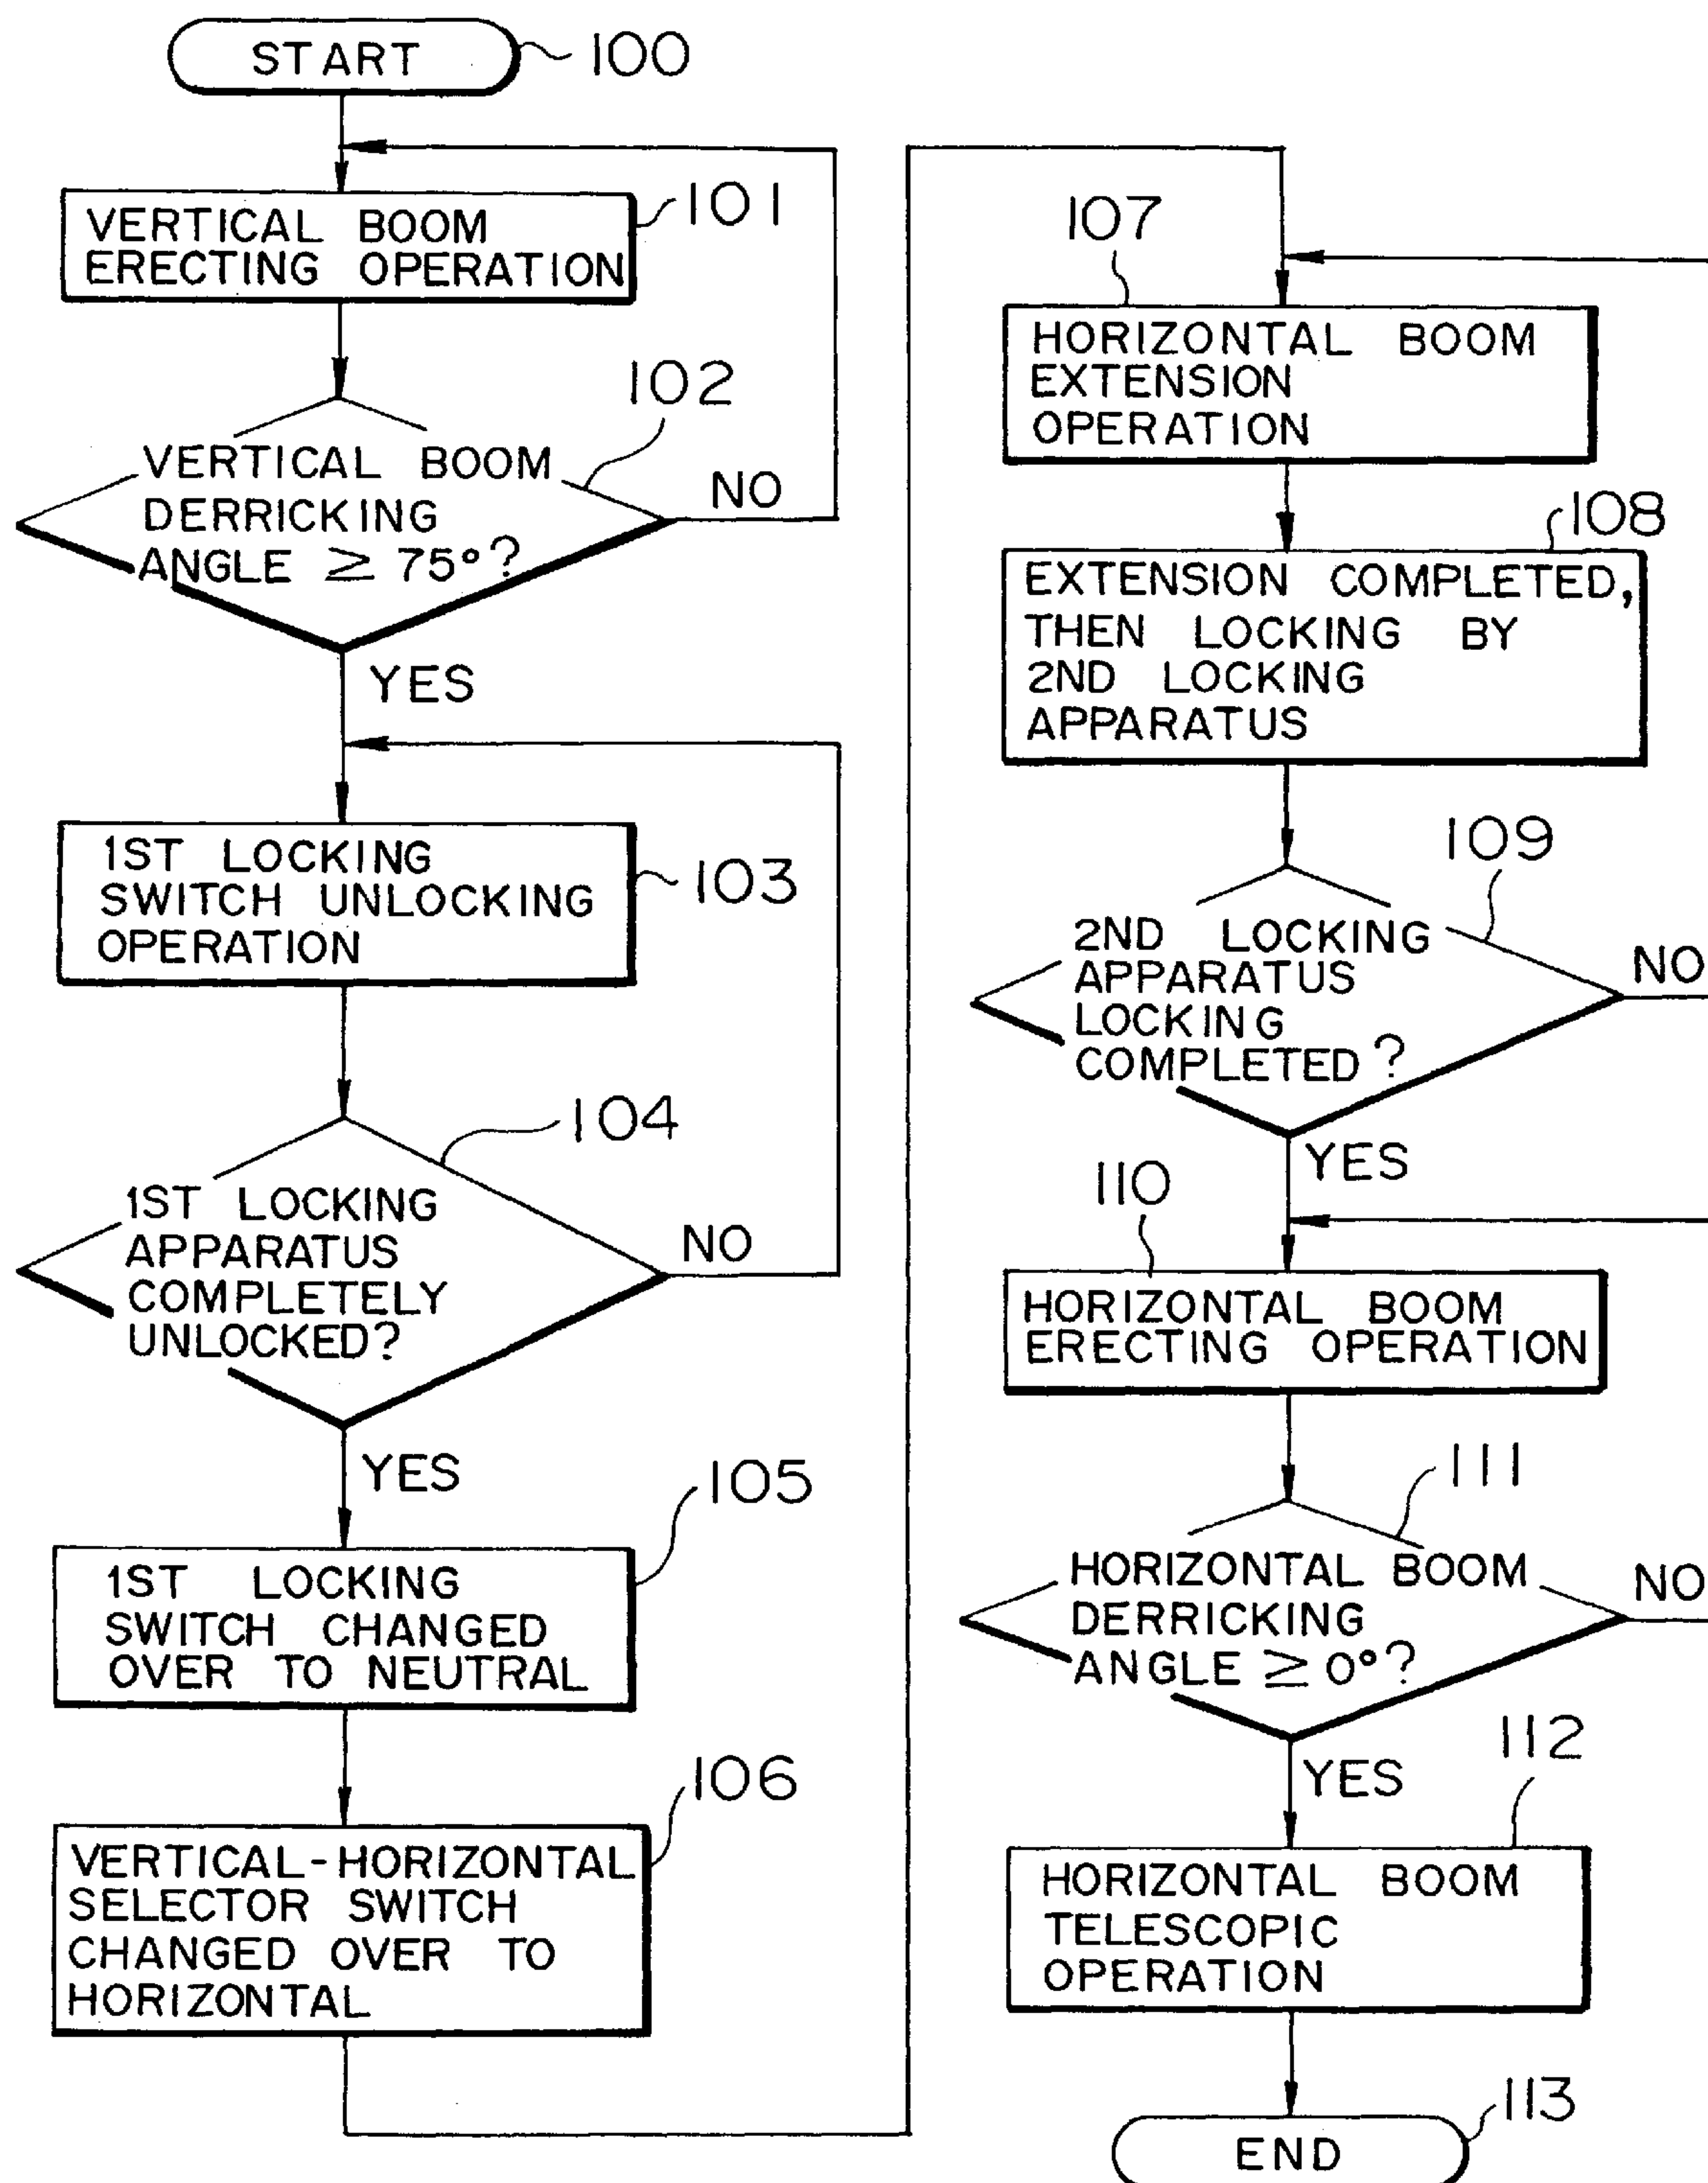 START
100
VERTICAL BOOM
ERECTING OPERATION
101
VERTICAL BOOM
DERRICKING
ANGLE ≧ 75°?
102
NO
YES
1ST LOCKING
SWITCH UNLOCKING
OPERATION
103
1ST LOCKING
APPARATUS
COMPLETELY
UNLOCKED?
104
NO
YES
1ST LOCKING
SWITCH CHANGED
OVER TO NEUTRAL
105
VERTICAL-HORIZONTAL
SELECTOR SWITCH
CHANGED OVER TO
HORIZONTAL
106
107
HORIZONTAL BOOM
EXTENSION
OPERATION
108
EXTENSION COMPLETED,
THEN LOCKING BY
2ND LOCKING
APPARATUS
109
2ND LOCKING
APPARATUS
LOCKING
COMPLETED?
NO
YES
110
HORIZONTAL BOOM
ERECTING OPERATION
111
HORIZONTAL BOOM
DERRICKING
ANGLE ≧ 0°?
NO
YES
112
HORIZONTAL BOOM
TELESCOPIC
OPERATION
113
END